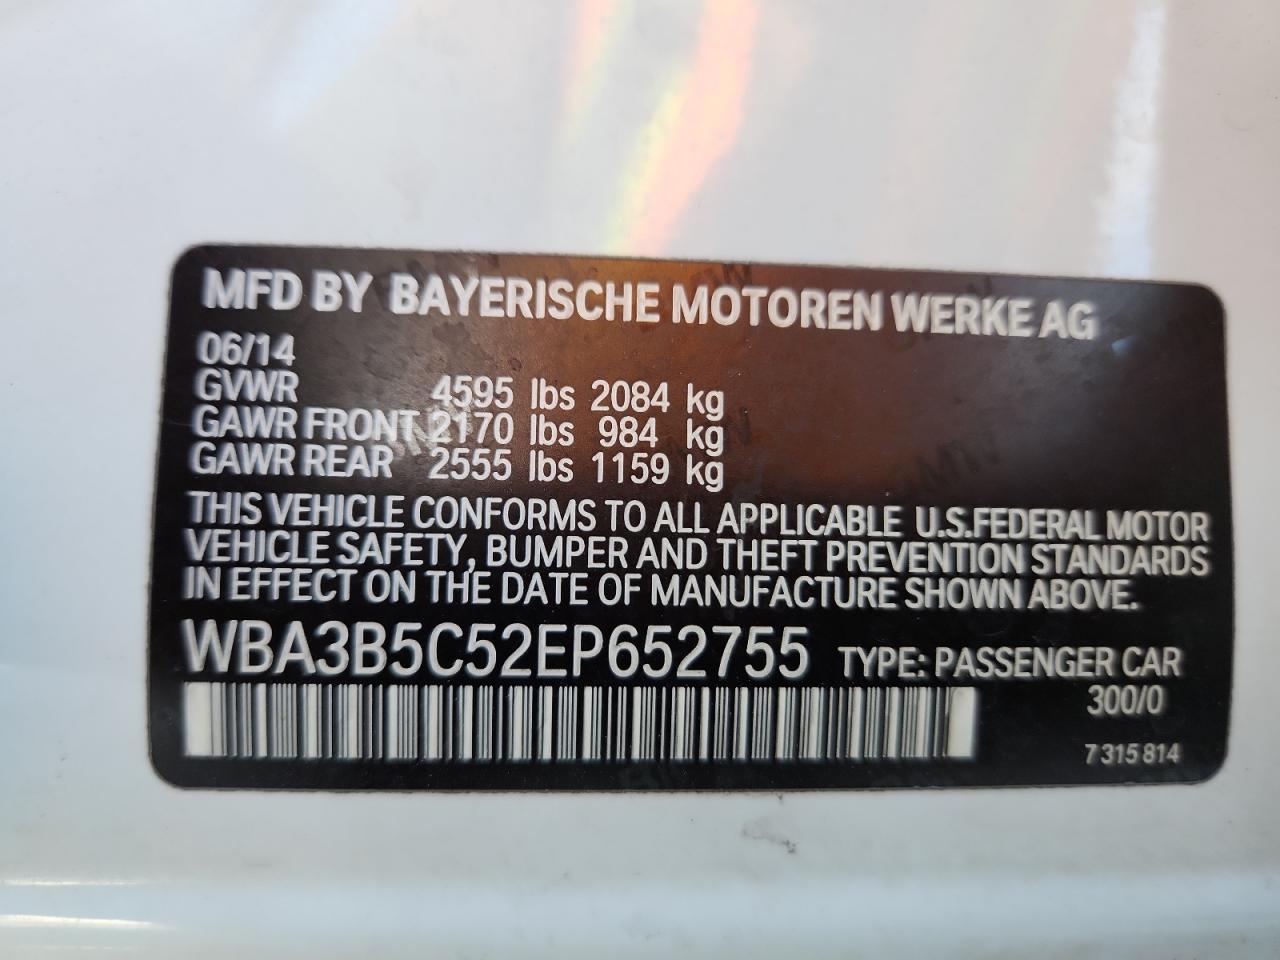 MFD BY BAYERISCHE MOTOREN WERKE AG
06/14
GVWR 4595 lbs 2084 kg
GAWR FRONT 2170 lbs 984 kg
GAWR REAR 2555 lbs 1159 kg
THIS VEHICLE CONFORMS TO ALL APPLICABLE U.S.FEDERAL MOTOR
VEHICLE SAFETY, BUMPER AND THEFT PREVENTION STANDARDS
IN EFFECT ON THE DATE OF MANUFACTURE SHOWN ABOVE.
WBA3B5C52EP652755 TYPE: PASSENGER CAR
300/0
7 315 814